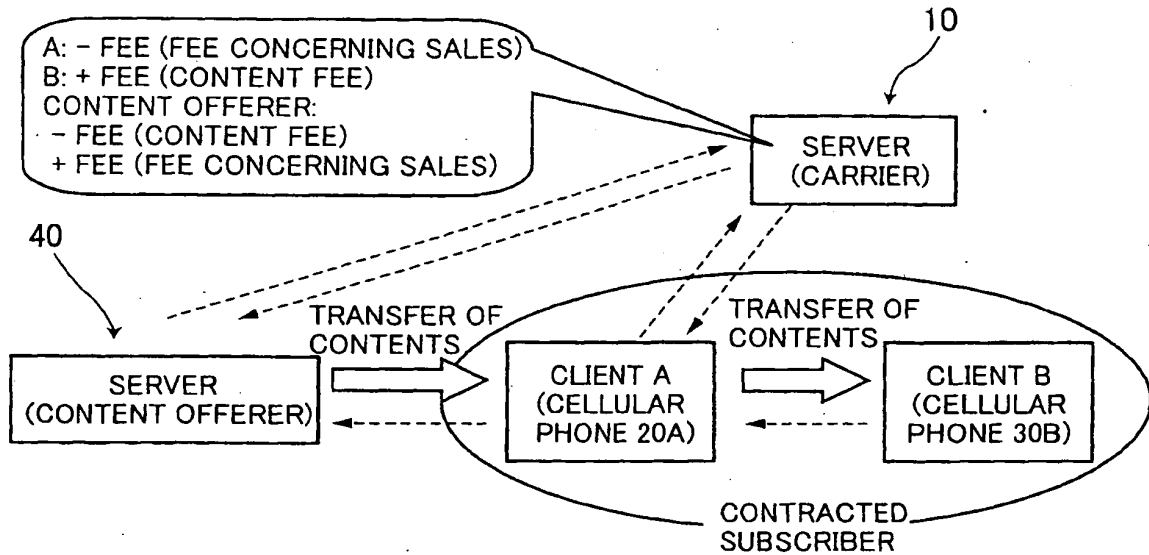 A: − FEE (FEE CONCERNING SALES)
B: + FEE (CONTENT FEE)
CONTENT OFFERER:
− FEE (CONTENT FEE)
+ FEE (FEE CONCERNING SALES)
10
SERVER
(CARRIER)
40
TRANSFER OF
CONTENTS
TRANSFER OF
CONTENTS
SERVER
(CONTENT OFFERER)
CLIENT A
(CELLULAR
PHONE 20A)
CLIENT B
(CELLULAR
PHONE 30B)
CONTRACTED
SUBSCRIBER